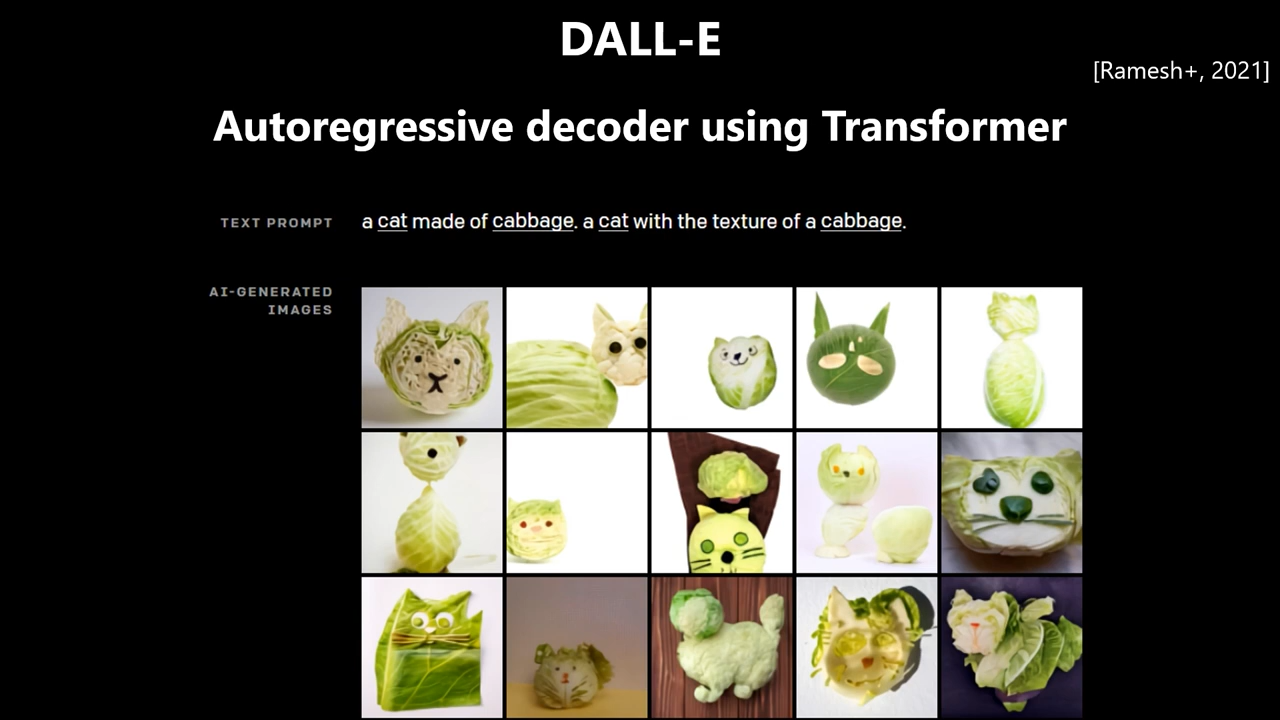 DALL-E
[Ramesh+, 2021]
Autoregressive decoder using Transformer
TEXT PROMPT
a cat made of cabbage. a cat with the texture of a cabbage.
AI-GENERATED
IMAGES